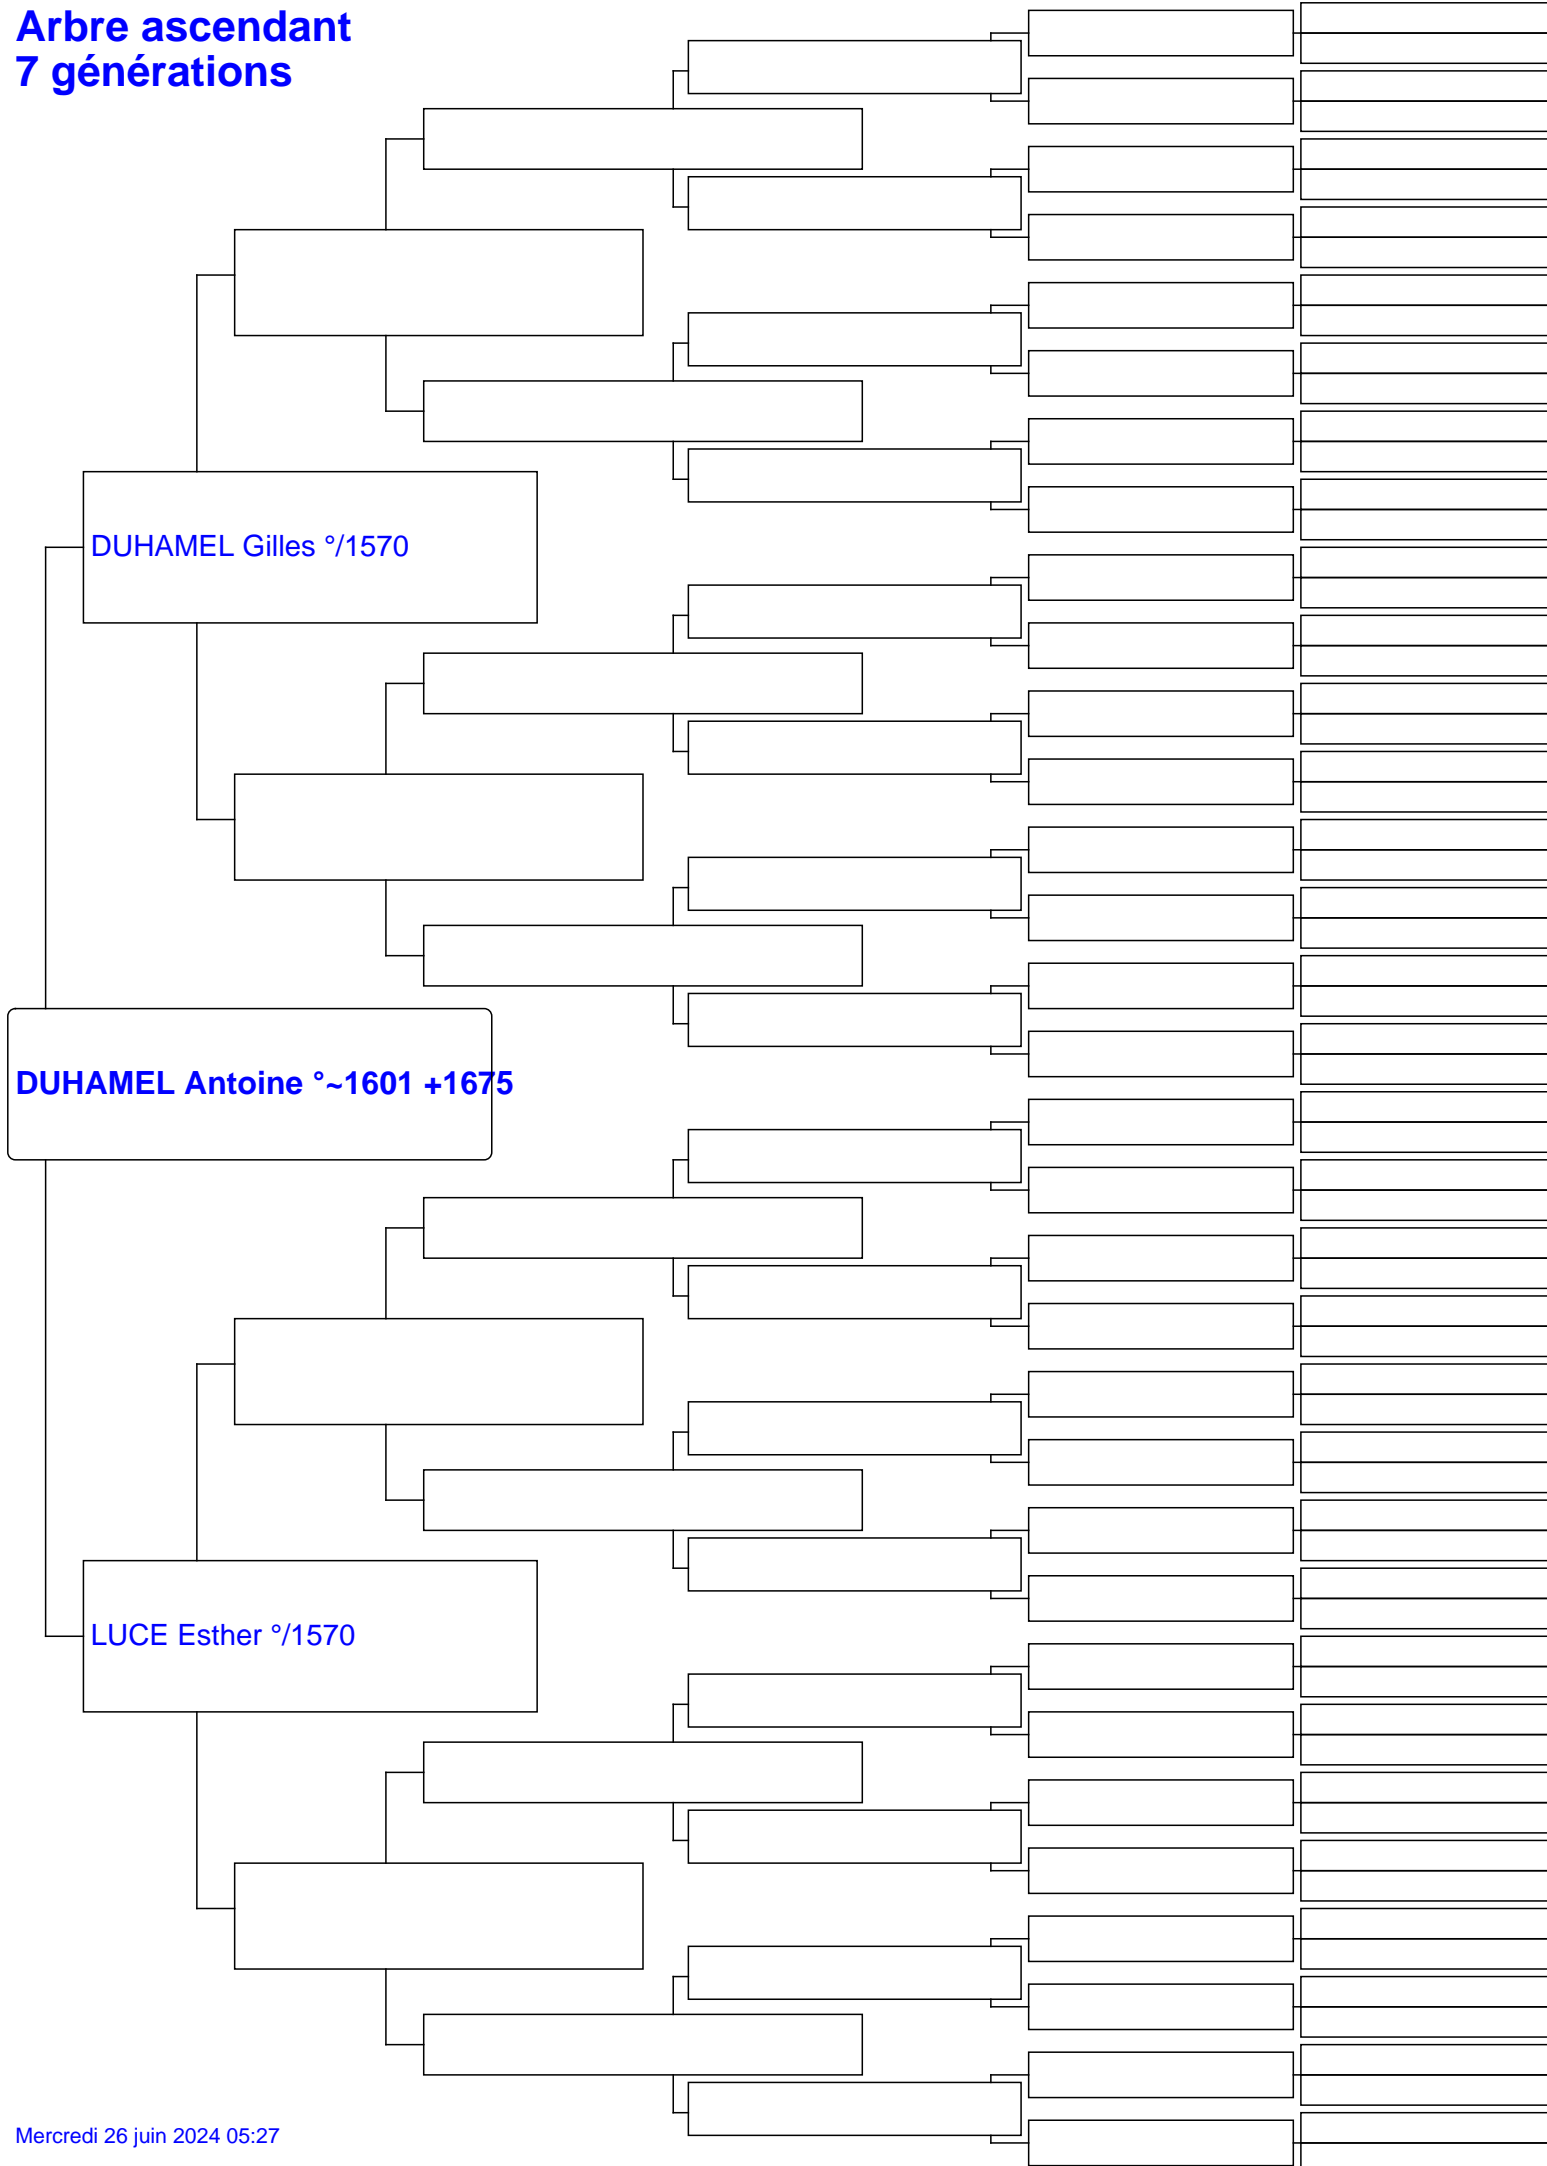 Arbre ascendant
7 générations
DUHAMEL Gilles °/1570
DUHAMEL Antoine °~1601 +1675
LUCE Esther °/1570
Mercredi 26 juin 2024 05:27